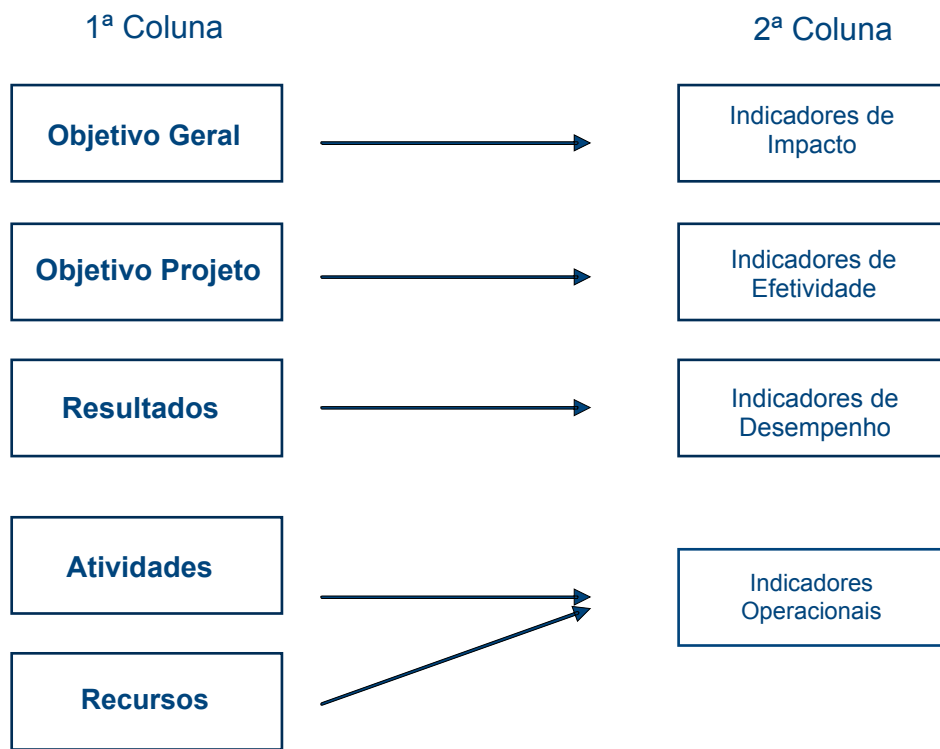 1ª Coluna
2ª Coluna
Objetivo Geral
Indicadores de
Impacto
Objetivo Projeto
Indicadores de
Efetividade
Resultados
Indicadores de
Desempenho
Atividades
Indicadores
Operacionais
Recursos